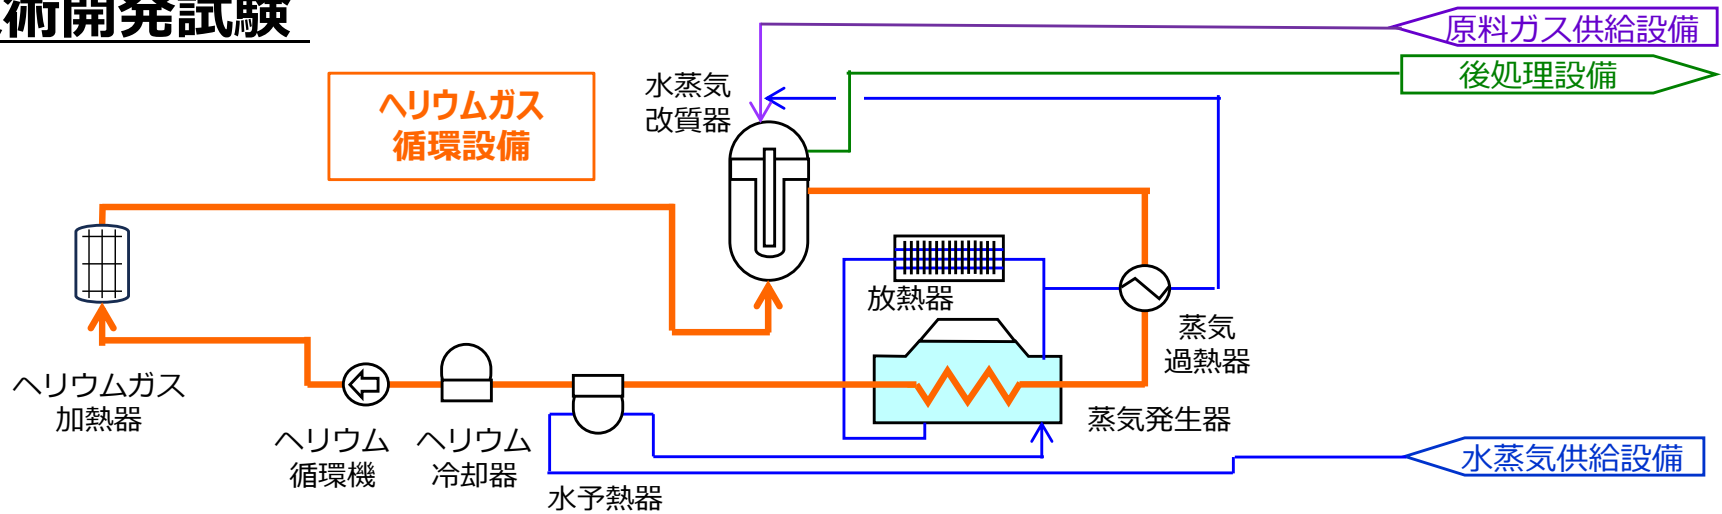 術開発試験
原料ガス供給設備
後処理設備
水蒸気
改質器
ヘリウムガス
循環設備
放熱器
蒸気
過熱器
ヘリウムガス
加熱器
蒸気発生器
ヘリウム
循環機
ヘリウム
冷却器
水予熱器
水蒸気供給設備